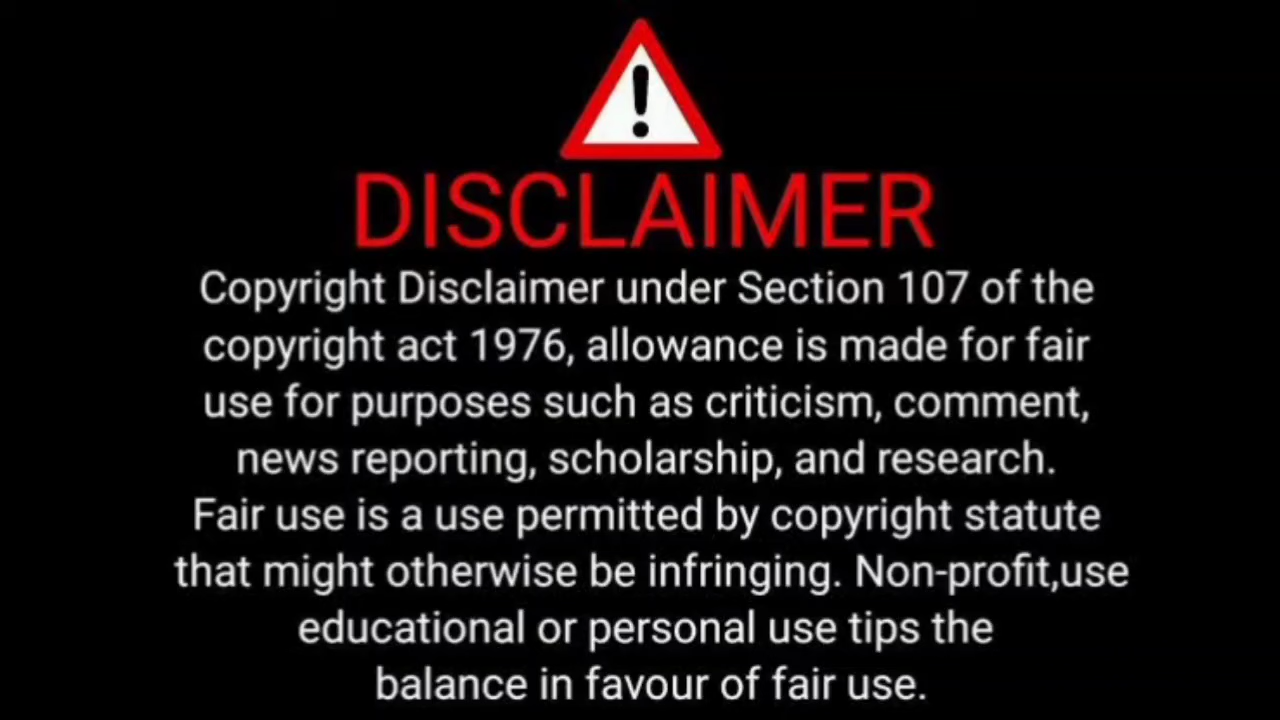 DISCLAIMER
Copyright Disclaimer under Section 107 of the
copyright act 1976, allowance is made for fair
use for purposes such as criticism, comment,
news reporting, scholarship, and research.
Fair use is a use permitted by copyright statute
that might otherwise be infringing. Non-profit,use
educational or personal use tips the
balance in favour of fair use.